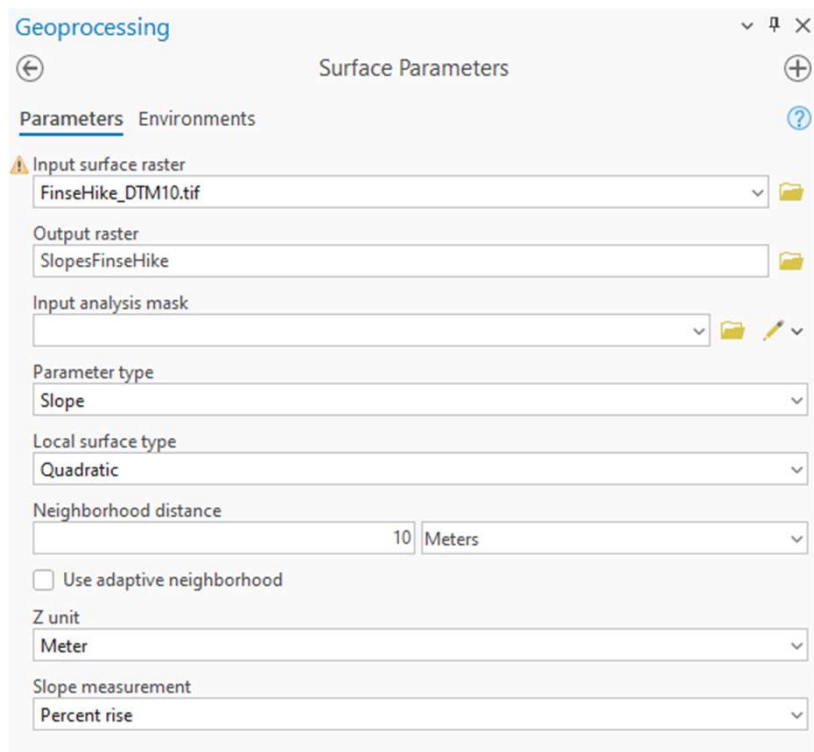 Geoprocessing
Surface Parameters
Parameters Environments
Input surface raster
FinseHike_DTM10.tif
Output raster
SlopesFinseHike
Input analysis mask
Parameter type
Slope
Local surface type
Quadratic
Neighborhood distance
10 Meters
Use adaptive neighborhood
Z unit
Meter
Slope measurement
Percent rise